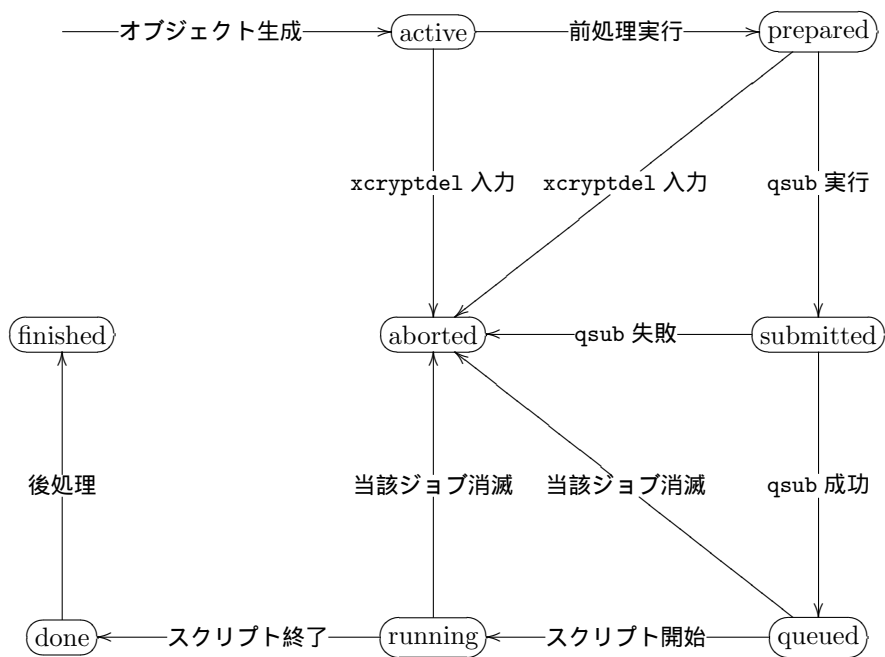 オブジェクト生成 active 前処理実行 prepared
xcryptdel 入力 xcryptdel 入力 qsub 実行
finished aborted qsub 失敗 submitted
後処理 当該ジョブ消滅 当該ジョブ消滅 qsub 成功
done スクリプト終了 running スクリプト開始 queued